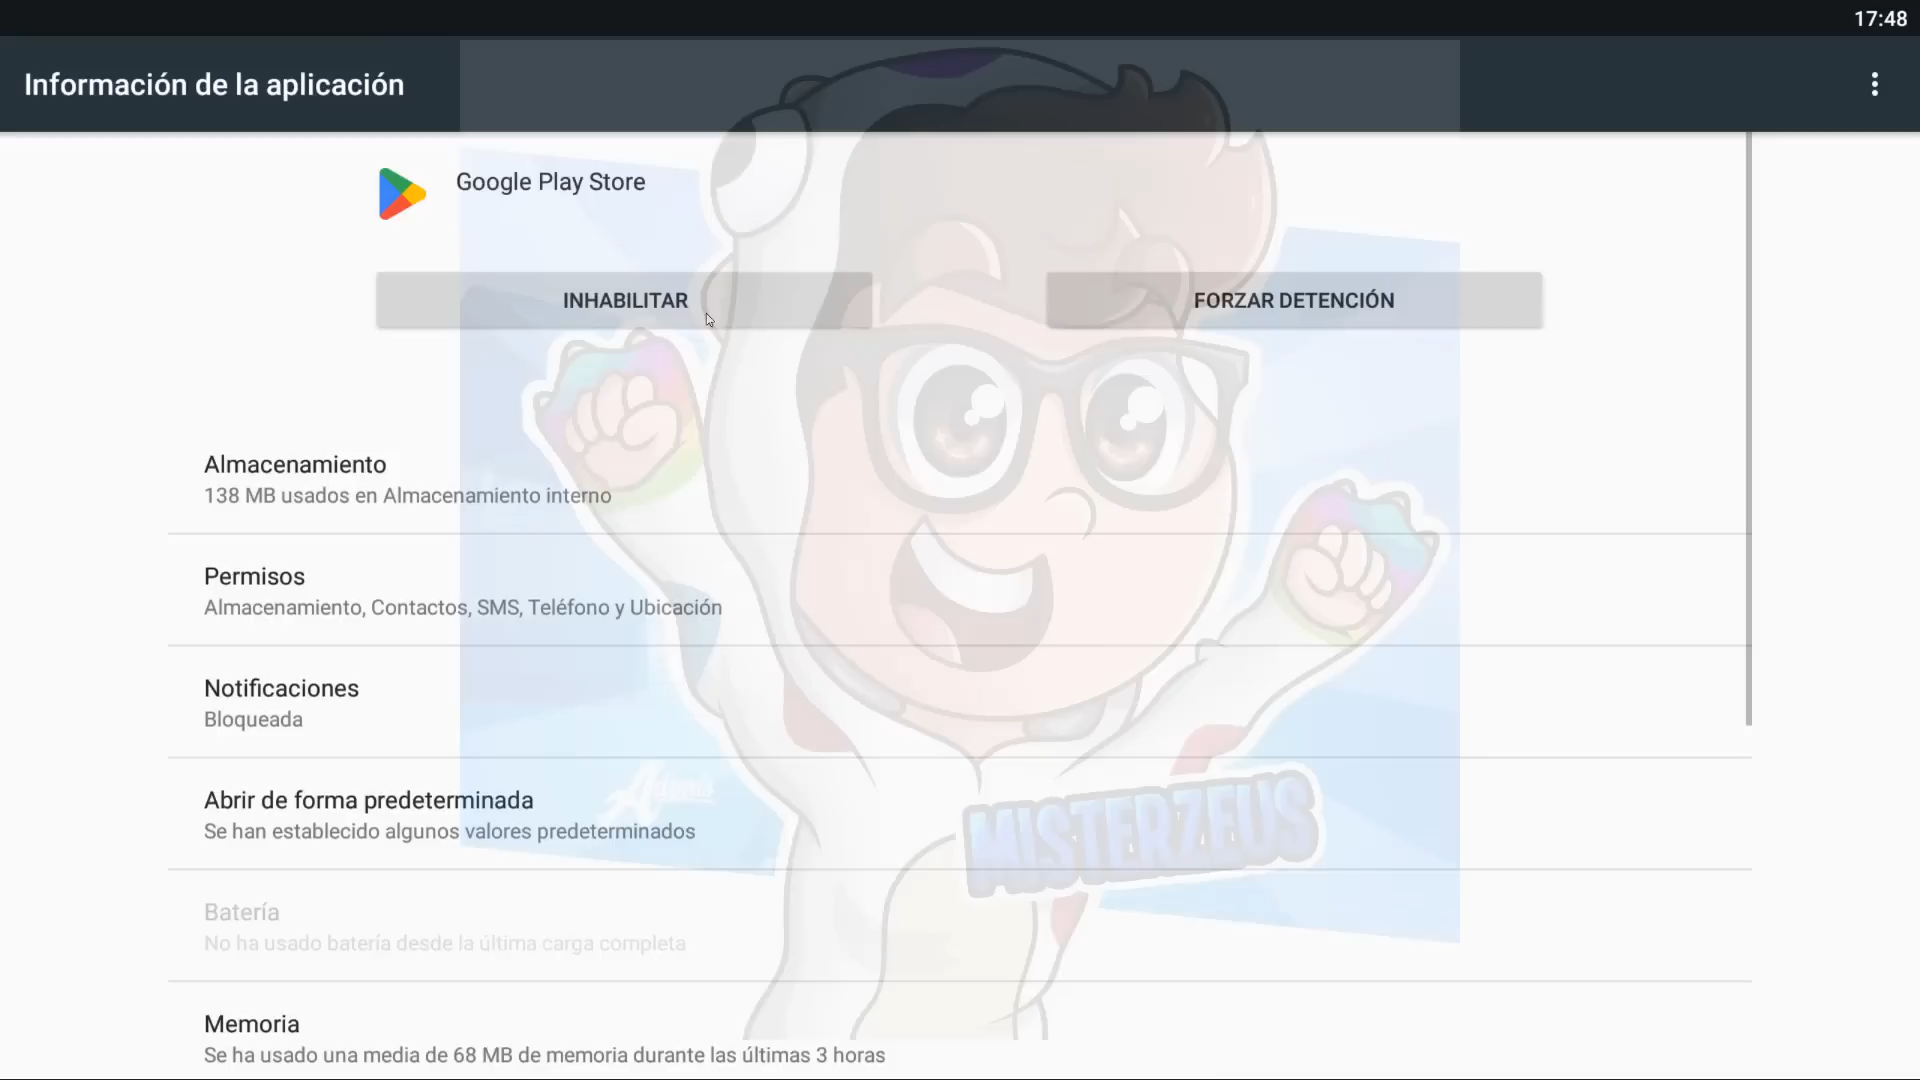 17:48
Información de la aplicación
Google Play Store
INHABILITAR
FORZAR DETENCIÓN
Almacenamiento
138 MB usados en Almacenamiento interno
Permisos
Almacenamiento, Contactos, SMS, Teléfono y Ubicación
Notificaciones
Bloqueada
Abrir de forma predeterminada
Se han establecido algunos valores predeterminados
MISTERZEUS
Batería
No ha usado batería desde la última carga completa
Memoria
Se ha usado una media de 68 MB de memoria durante las últimas 3 horas